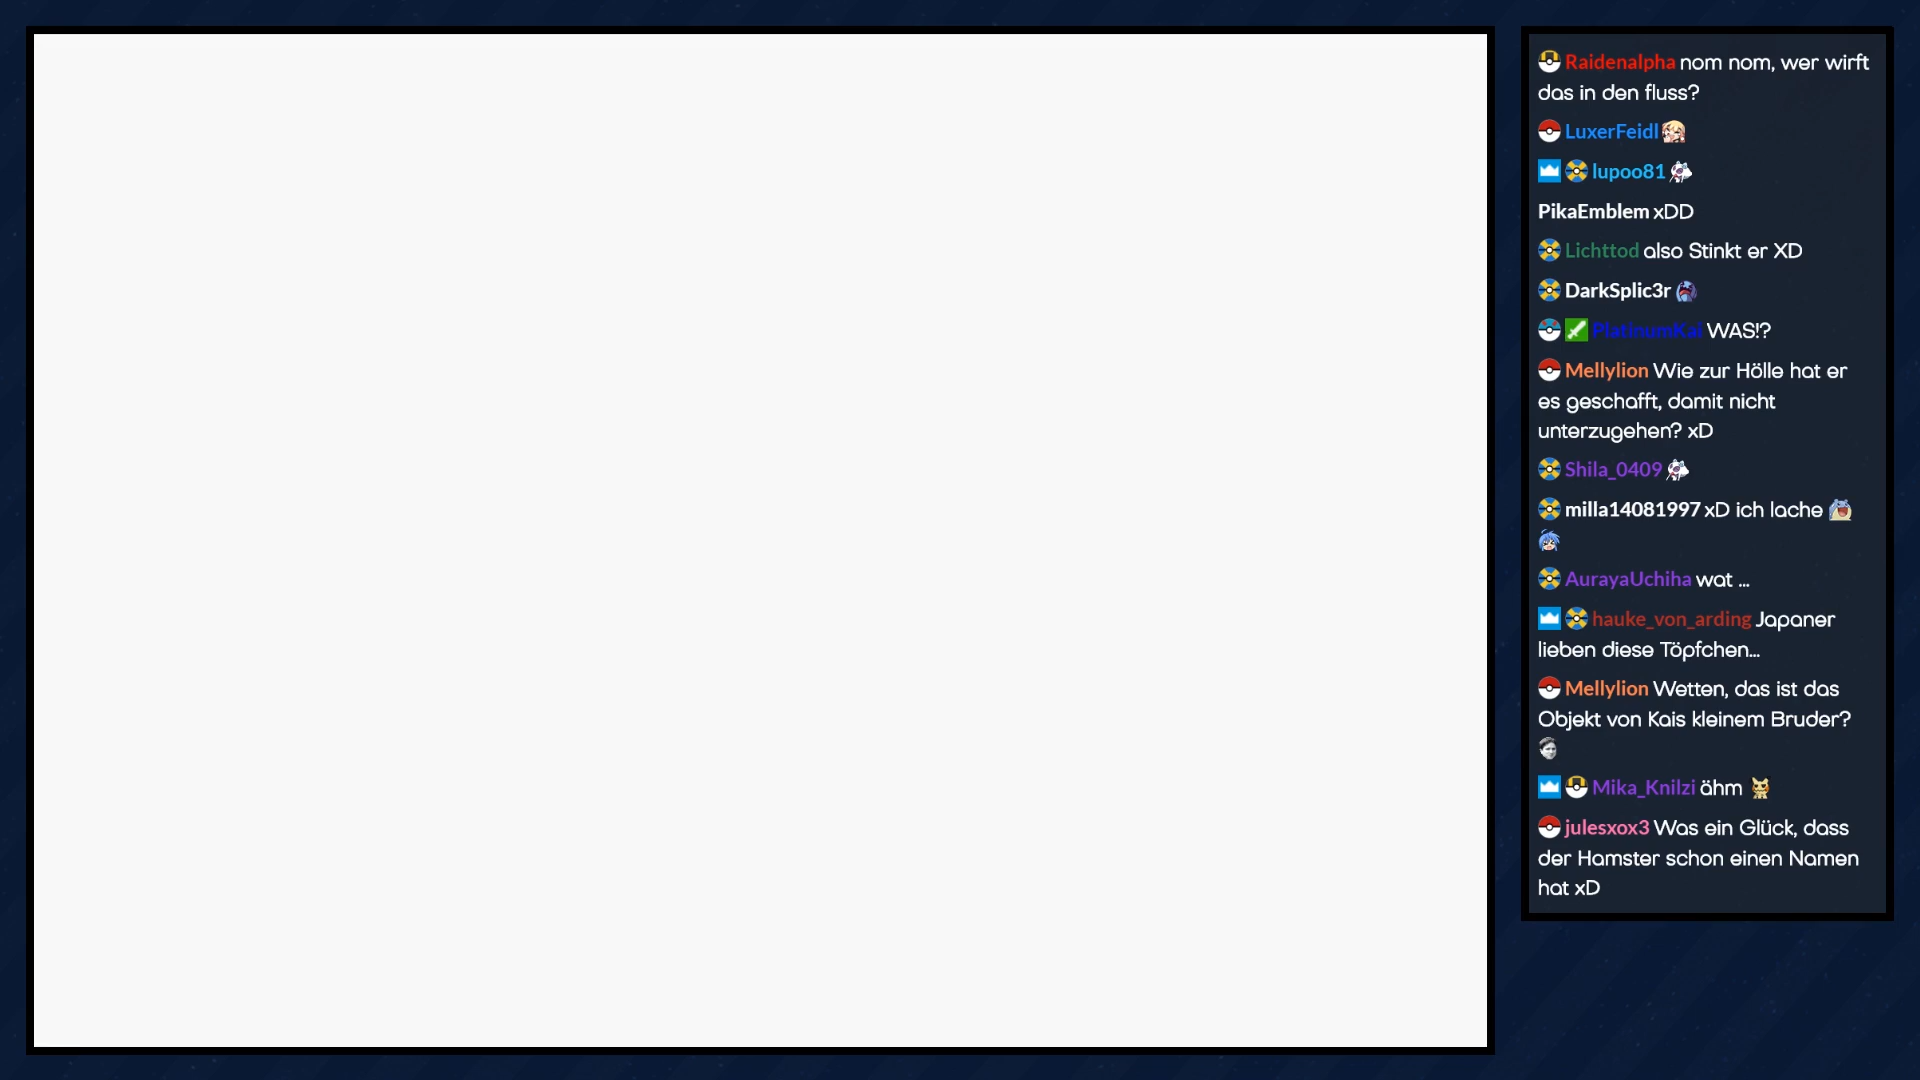 Raidenalpha nom nom, wer wirft
das in den fluss?
LuxerFeidl
lupoo81
PikaEmblem xDD
Lichttod also Stinkt er XD
DarkSplic3r
PlatinumKai WAS!?
Mellylion Wie zur Hölle hat er
es geschafft, damit nicht
unterzugehen? xD
Shila_0409
milla14081997 xD ich lache
AurayaUchiha wat ...
hauke_von_arding Japaner
lieben diese Töpfchen...
Mellylion Wetten, das ist das
Objekt von Kais kleinem Bruder?
Mika_Knilzi ähm
julesxox3 Was ein Glück, dass
der Hamster schon einen Namen
hat xD